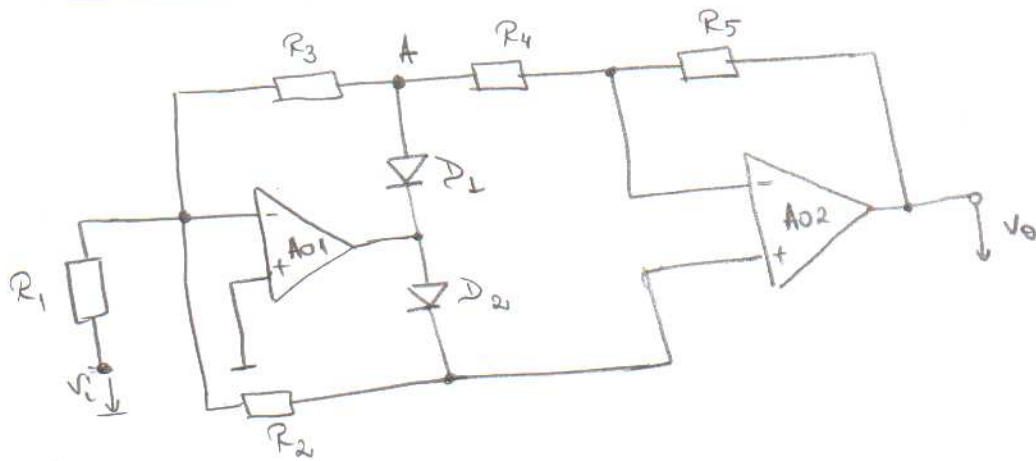 R3
A
R4
R5
D1
-
AO1
+
-
AO2
+
Vo
R1
D2
Vi
R2